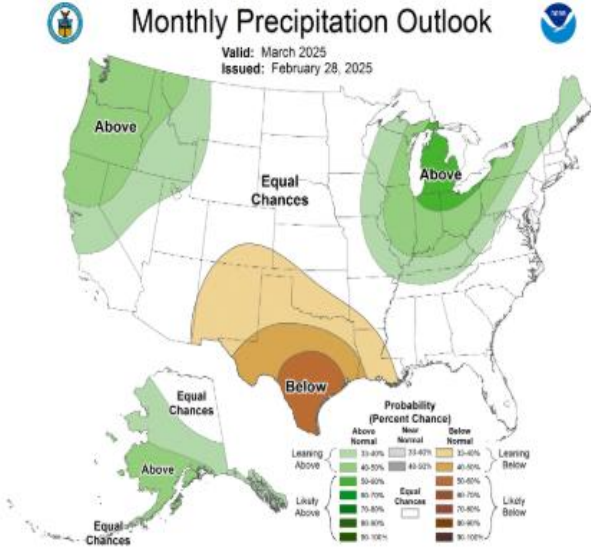 Monthly Precipitation Outlook
Valid: March 2025
Issued: February 28, 2025
Above
Equal
Chances
Above
Below
Equal
Chances
Above
Equal
Chances
Probability
(Percent Chance)
Above
Normal
Near
Normal
Below
Normal
Leaning
Above
33-40%
33-40%
33-40%
Leaning
Below
40-50%
40-50%
40-50%
Likely
Above
50-60%
50-60%
Likely
Below
60-70%
60-70%
70-80%
70-80%
80-90%
80-90%
90-100%
90-100%
Equal
Chances